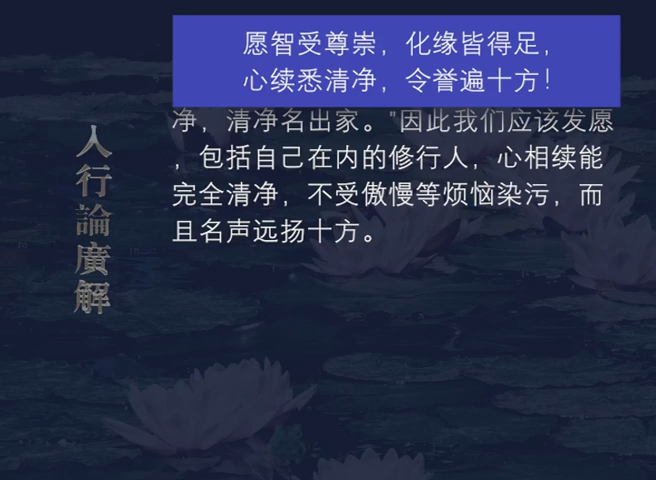 愿智受尊崇，化缘皆得足，
心续悉清净，令誉遍十方！
净，清净名出家。"因此我们应该发愿
，包括自己在内的修行人，心相续能
完全清净，不受傲慢等烦恼染污，而
且名声远扬十方。
入行論廣解